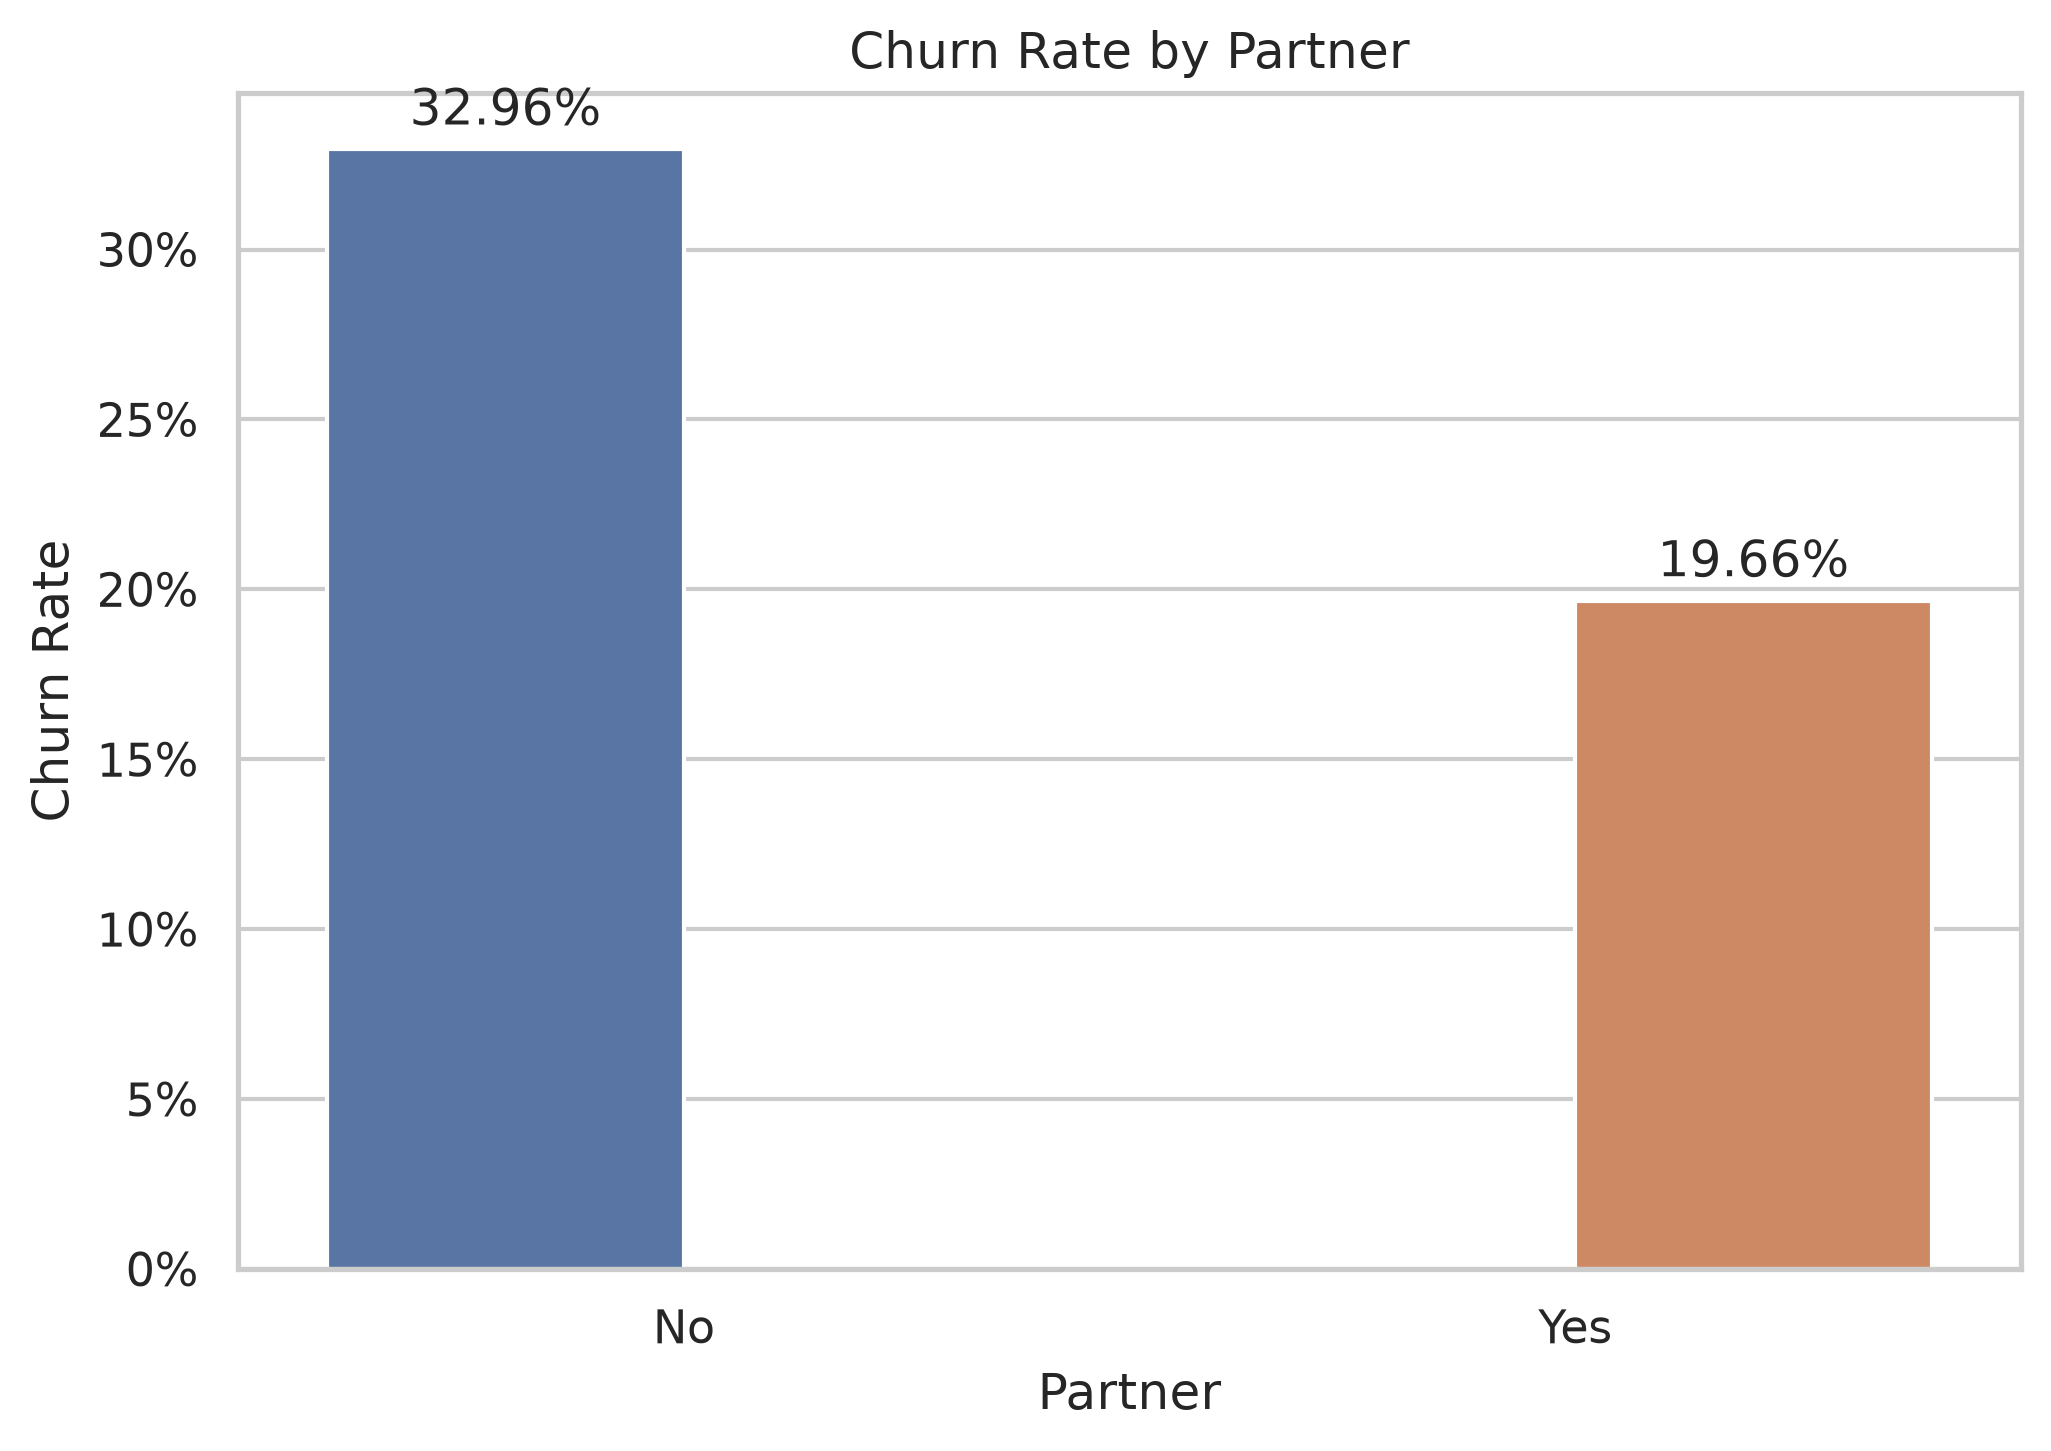 Churn Rate by Partner
32.96%
30%
25%
19.66%
20%
15%
10%
5%
0%
Churn Rate
No Yes
Partner